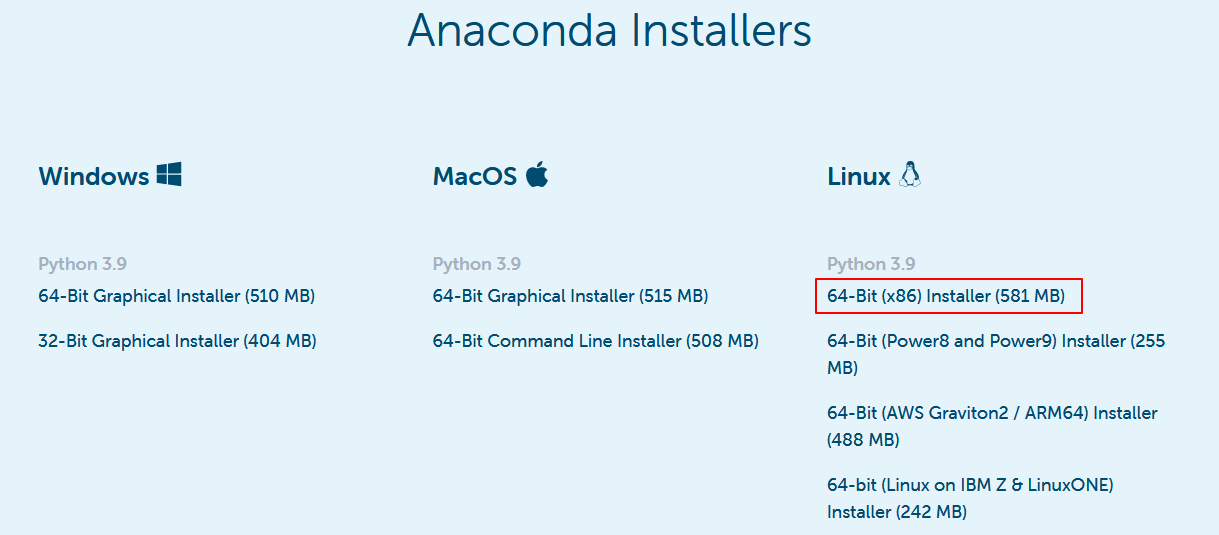 Anaconda Installers
Windows
MacOS
Linux
Python 3.9
64-Bit Graphical Installer (510 MB)
32-Bit Graphical Installer (404 MB)
Python 3.9
64-Bit Graphical Installer (515 MB)
64-Bit Command Line Installer (508 MB)
Python 3.9
64-Bit (x86) Installer (581 MB)
64-Bit (Power8 and Power9) Installer (255
MB)
64-Bit (AWS Graviton2 / ARM64) Installer
(488 MB)
64-bit (Linux on IBM Z & LinuxONE)
Installer (242 MB)